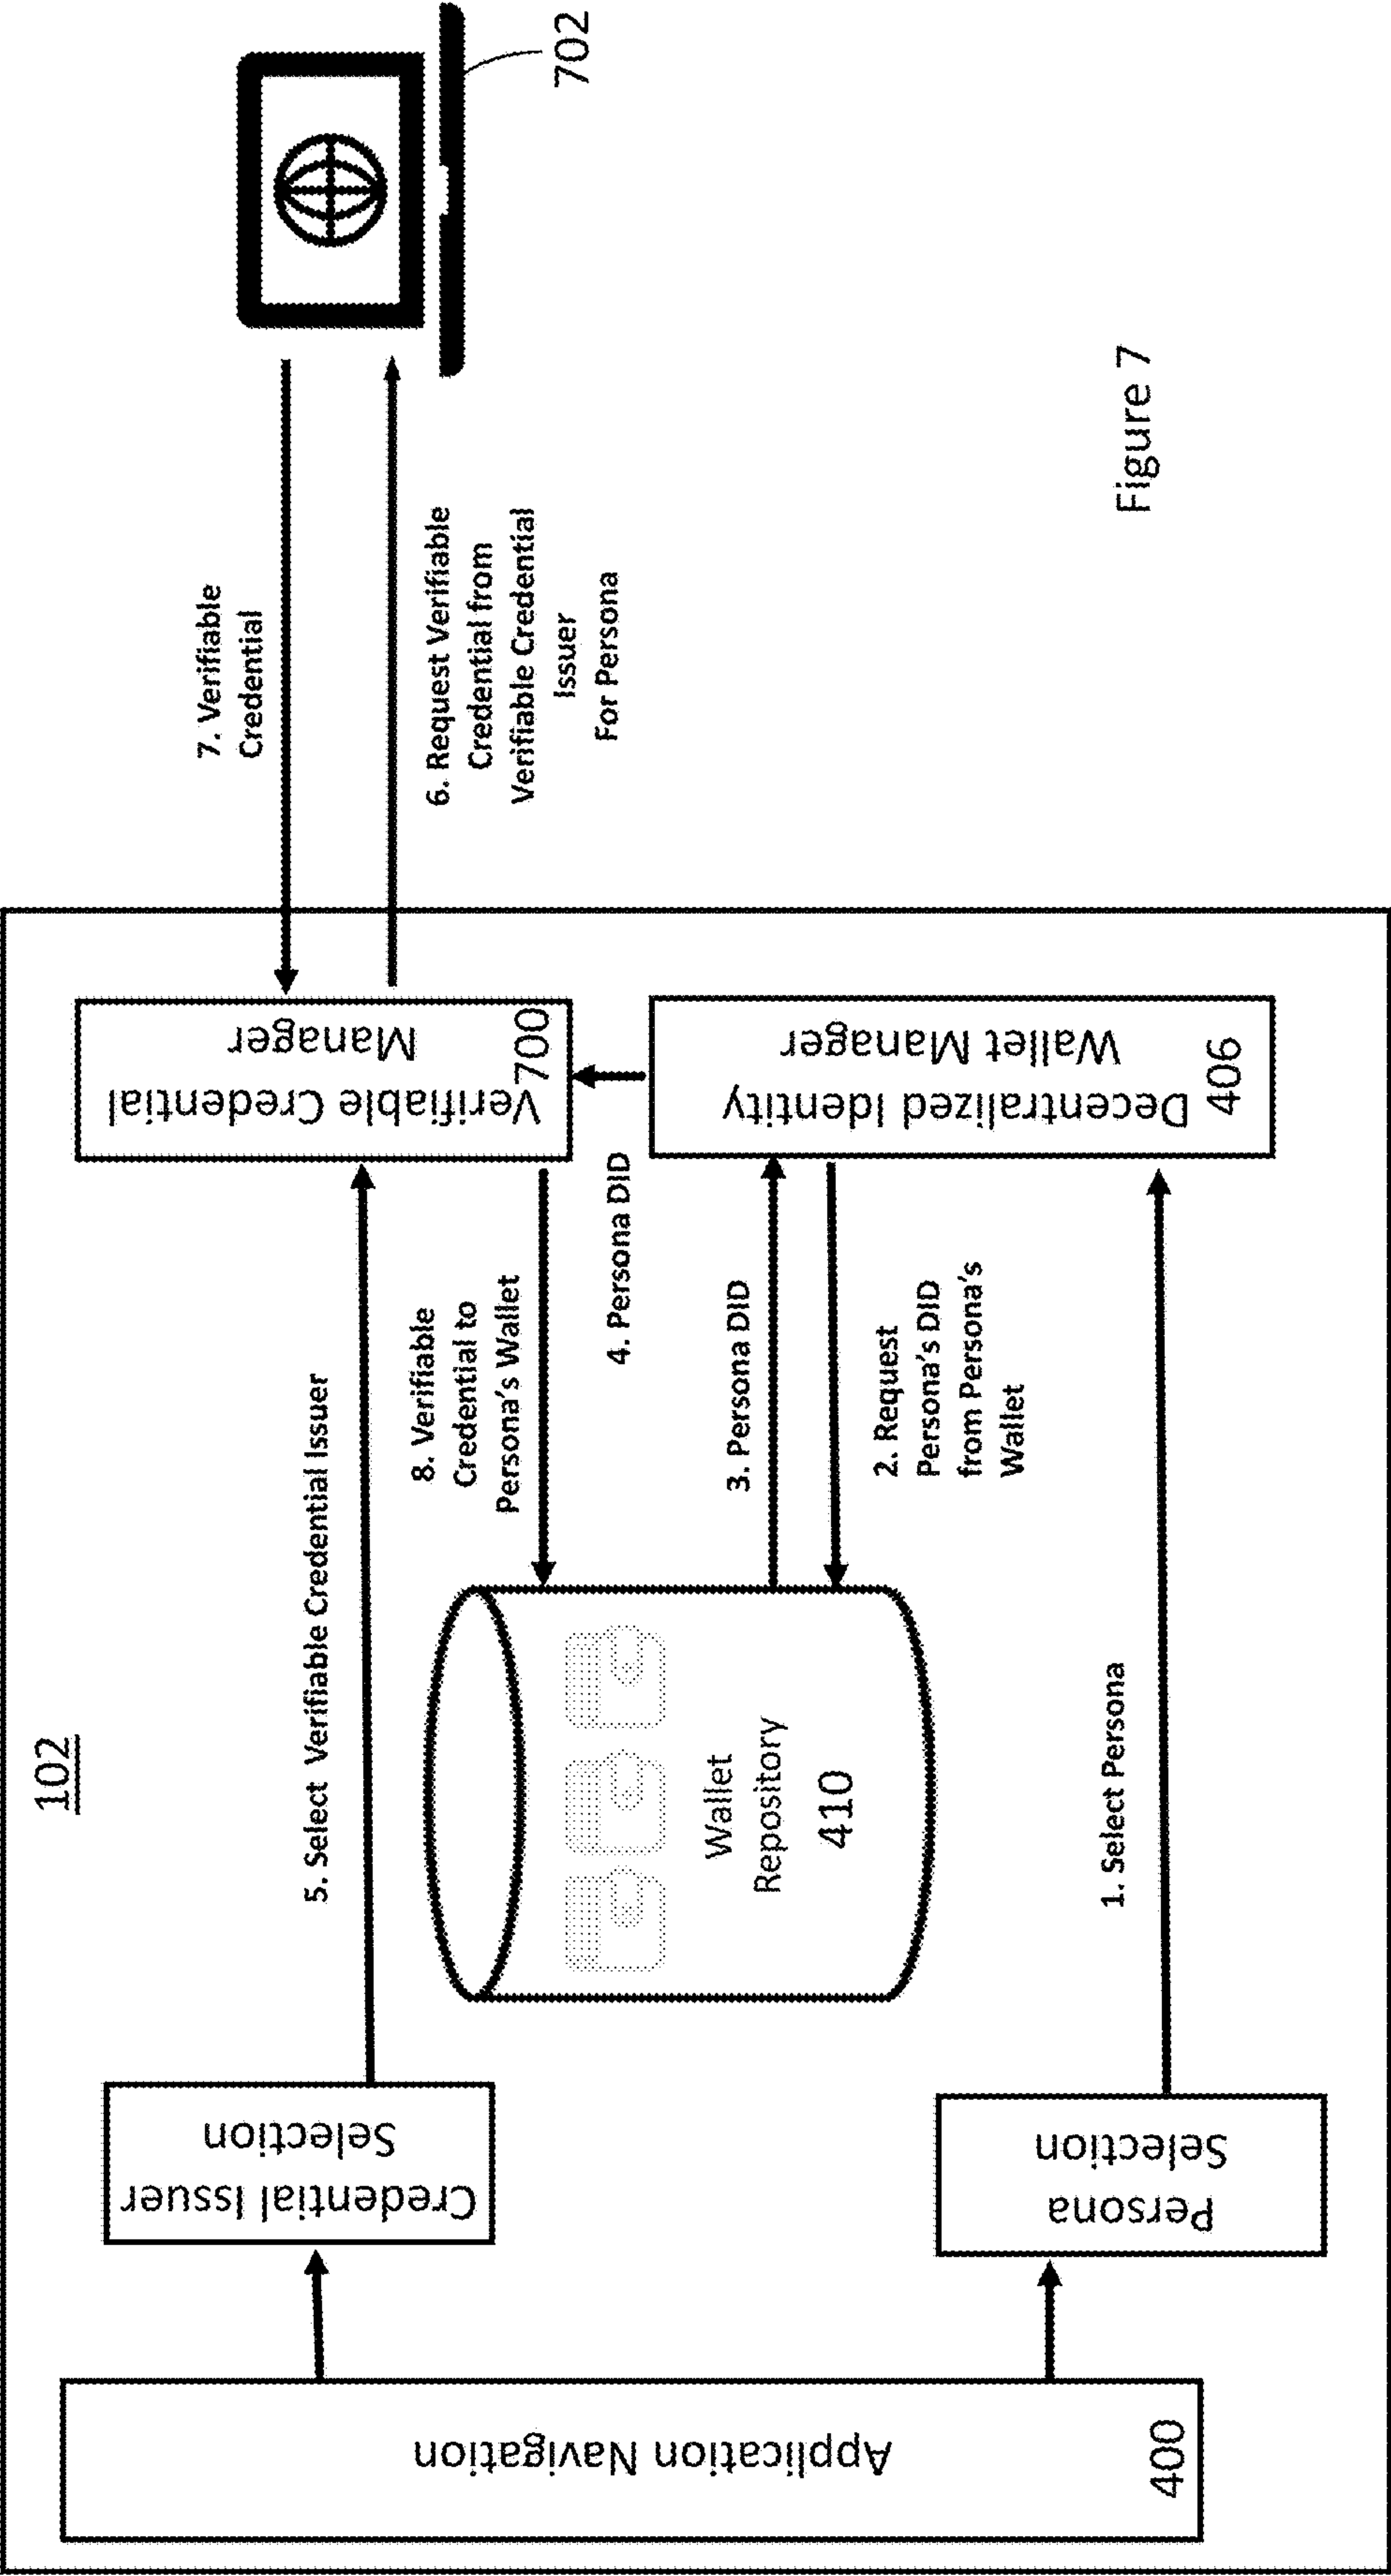 102
Application Navigation
400
Credential Issuer
Selection
Persona
Selection
5. Select Verifiable Credential Issuer
1. Select Persona
Wallet
Repository
410
8. Verifiable
Credential to
Persona's Wallet
4. Persona DID
3. Persona DID
2. Request
Persona's DID
from Persona's
Wallet
Verifiable Credential
Manager
700
Decentralized Identity
Wallet Manager
406
7. Verifiable
Credential
6. Request Verifiable
Credential from
Verifiable Credential
Issuer
For Persona
702
Figure 7